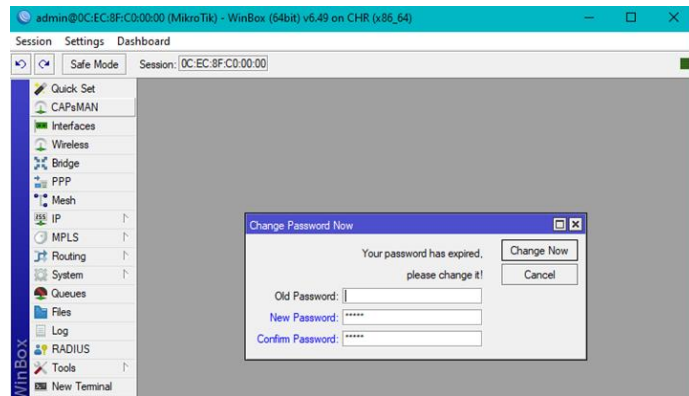 admin@0C:EC:8F:C0:00:00 (MikroTik) - WinBox (64bit) v6.49 on CHR (x86_64)
Session Settings Dashboard
Safe Mode Session: 0C:EC:8F:C0:00:00
Quick Set
CAPsMAN
Interfaces
Wireless
Bridge
PPP
Mesh
IP
MPLS
Routing
System
Queues
Files
Log
RADIUS
Tools
New Terminal
WinBox
Change Password Now
Your password has expired,
please change it!
Change Now
Cancel
Old Password:
New Password: *****
Confirm Password: *****